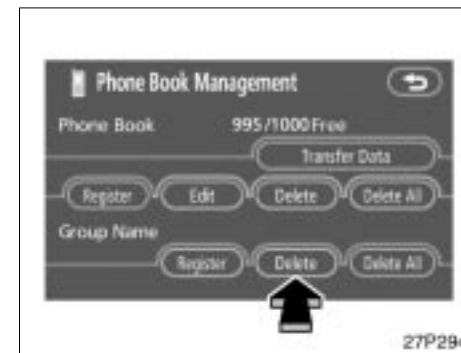 Phone Book Management
Phone Book 995/1000 Free
Transfer Data
Register Edit Delete Delete All
Group Name
Register Delete Delete All